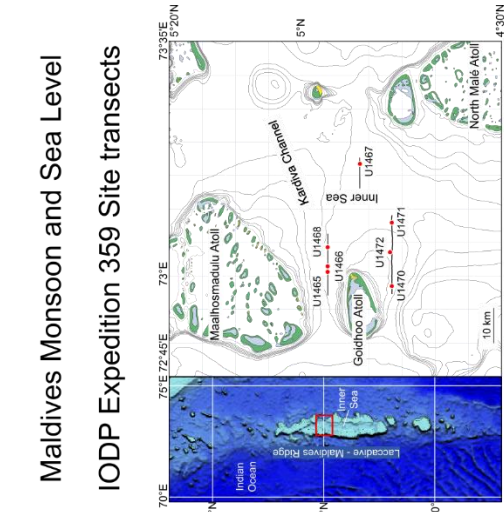 Maldives Monsoon and Sea Level
IODP Expedition 359 Site transects
5°20
5°N
4°30
73°35
73°E
72°45
Maalhosmadulu Atoll
Kardiva Channel
Inner Sea
Goidhoo Atoll
North Malé Atoll
U1465
U1468
U1466
U1467
U1470
U1472
U1471
10 km
75°E
70°E
Indian
Ocean
Inner
Sea
Laccadive - Maldives Ridge
0°